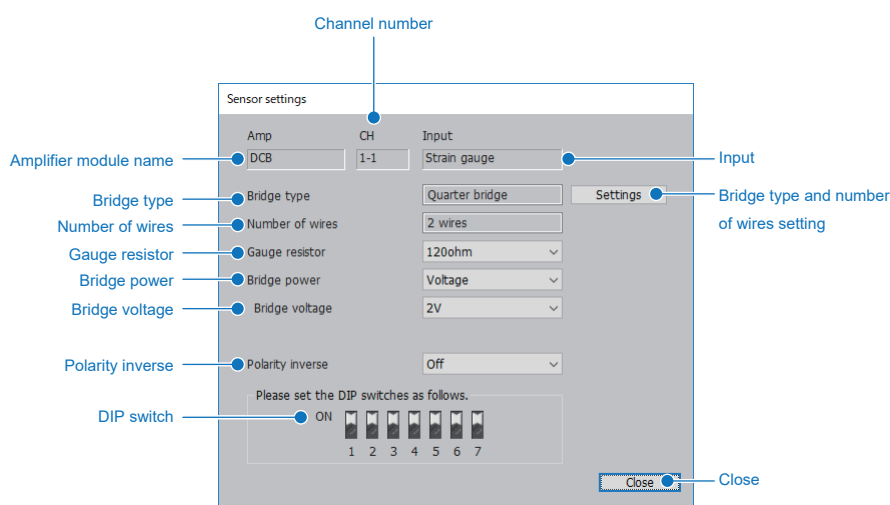 Channel number
Sensor settings
Amp CH Input
Amplifier module name DCB 1-1 Strain gauge Input
Bridge type Bridge type Quarter bridge Settings Bridge type and number
Number of wires Number of wires 2 wires of wires setting
Gauge resistor Gauge resistor 120ohm
Bridge power Bridge power Voltage
Bridge voltage Bridge voltage 2V
Polarity inverse Polarity inverse Off
Please set the DIP switches as follows.
DIP switch ON
1 2 3 4 5 6 7
Close Close